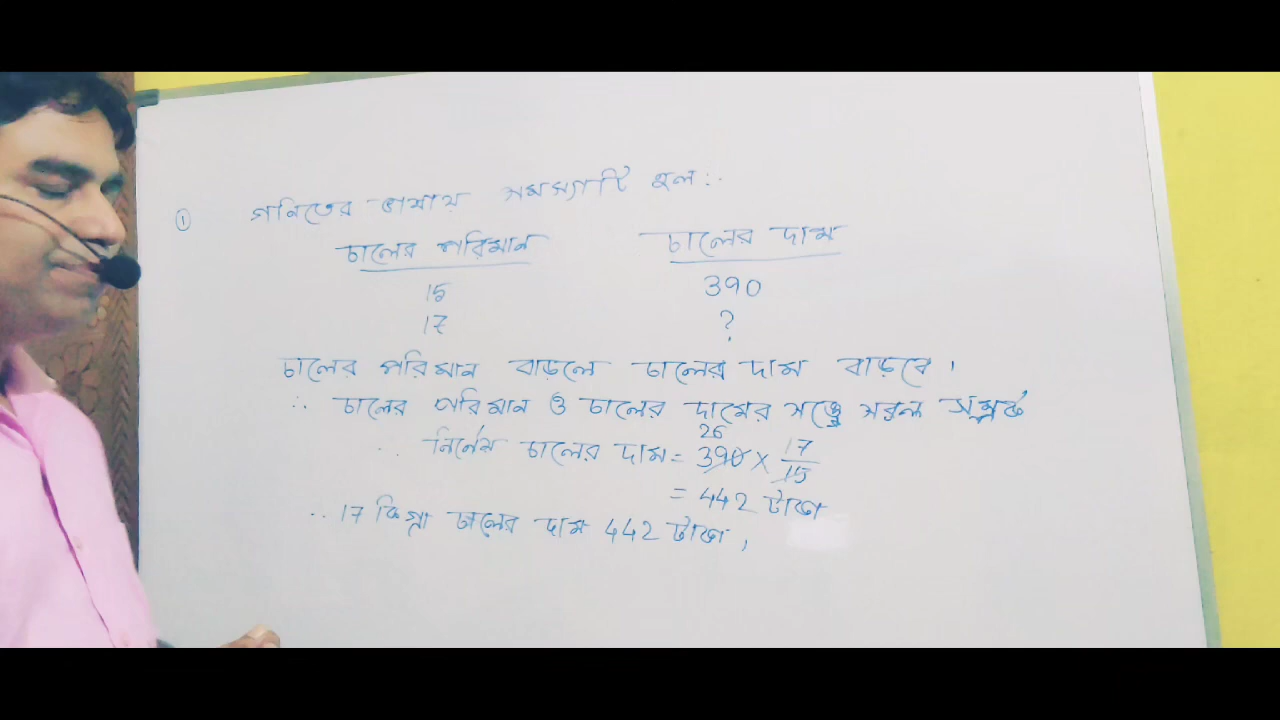 ① গনিতের ভাষায় সমস্যাটি হল:-
চালের পরিমান চালের দাম
15 390
17 ?
চালের পরিমান বাড়লে চালের দাম বাড়বে।
∴ চালের পরিমান ও চালের দামের সঙ্গে সরল সম্পর্ক
∴ নির্নেয় চালের দাম = 390 × 17/15
26
= 442 টাকা
∴ 17 কিগ্রা চালের দাম 442 টাকা,